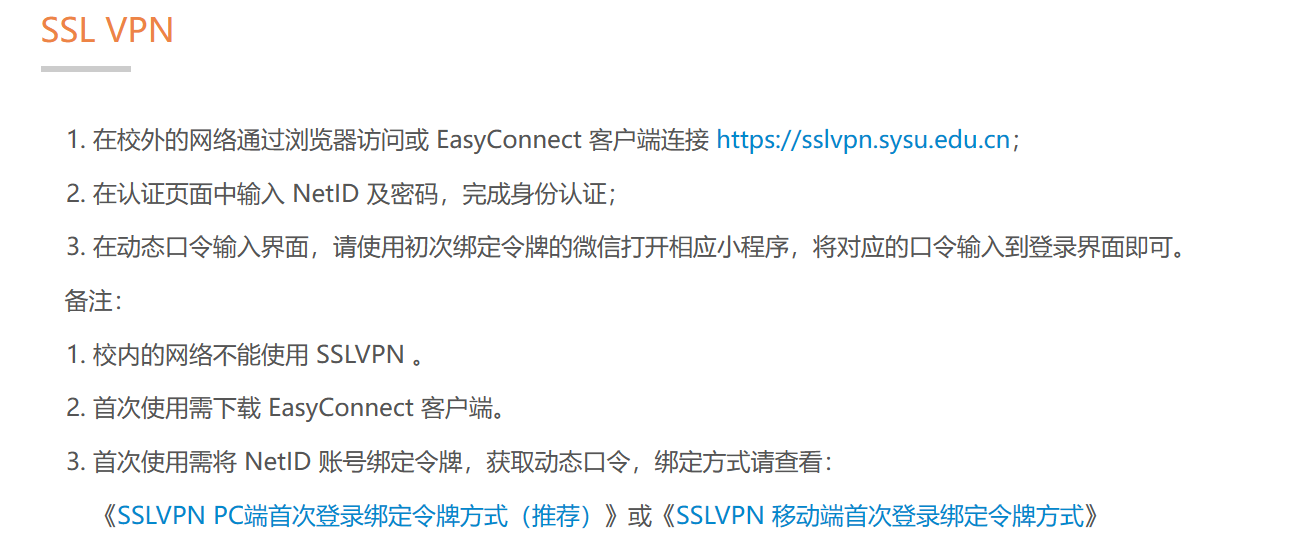 SSL VPN
1. 在校外的网络通过浏览器访问或 EasyConnect 客户端连接 https://sslvpn.sysu.edu.cn；
2. 在认证页面中输入 NetID 及密码，完成身份认证；
3. 在动态口令输入界面，请使用初次绑定令牌的微信打开相应小程序，将对应的口令输入到登录界面即可。
备注：
1. 校内的网络不能使用 SSLVPN 。
2. 首次使用需下载 EasyConnect 客户端。
3. 首次使用需将 NetID 账号绑定令牌，获取动态口令，绑定方式请查看：
《SSLVPN PC端首次登录绑定令牌方式（推荐）》或《SSLVPN 移动端首次登录绑定令牌方式》